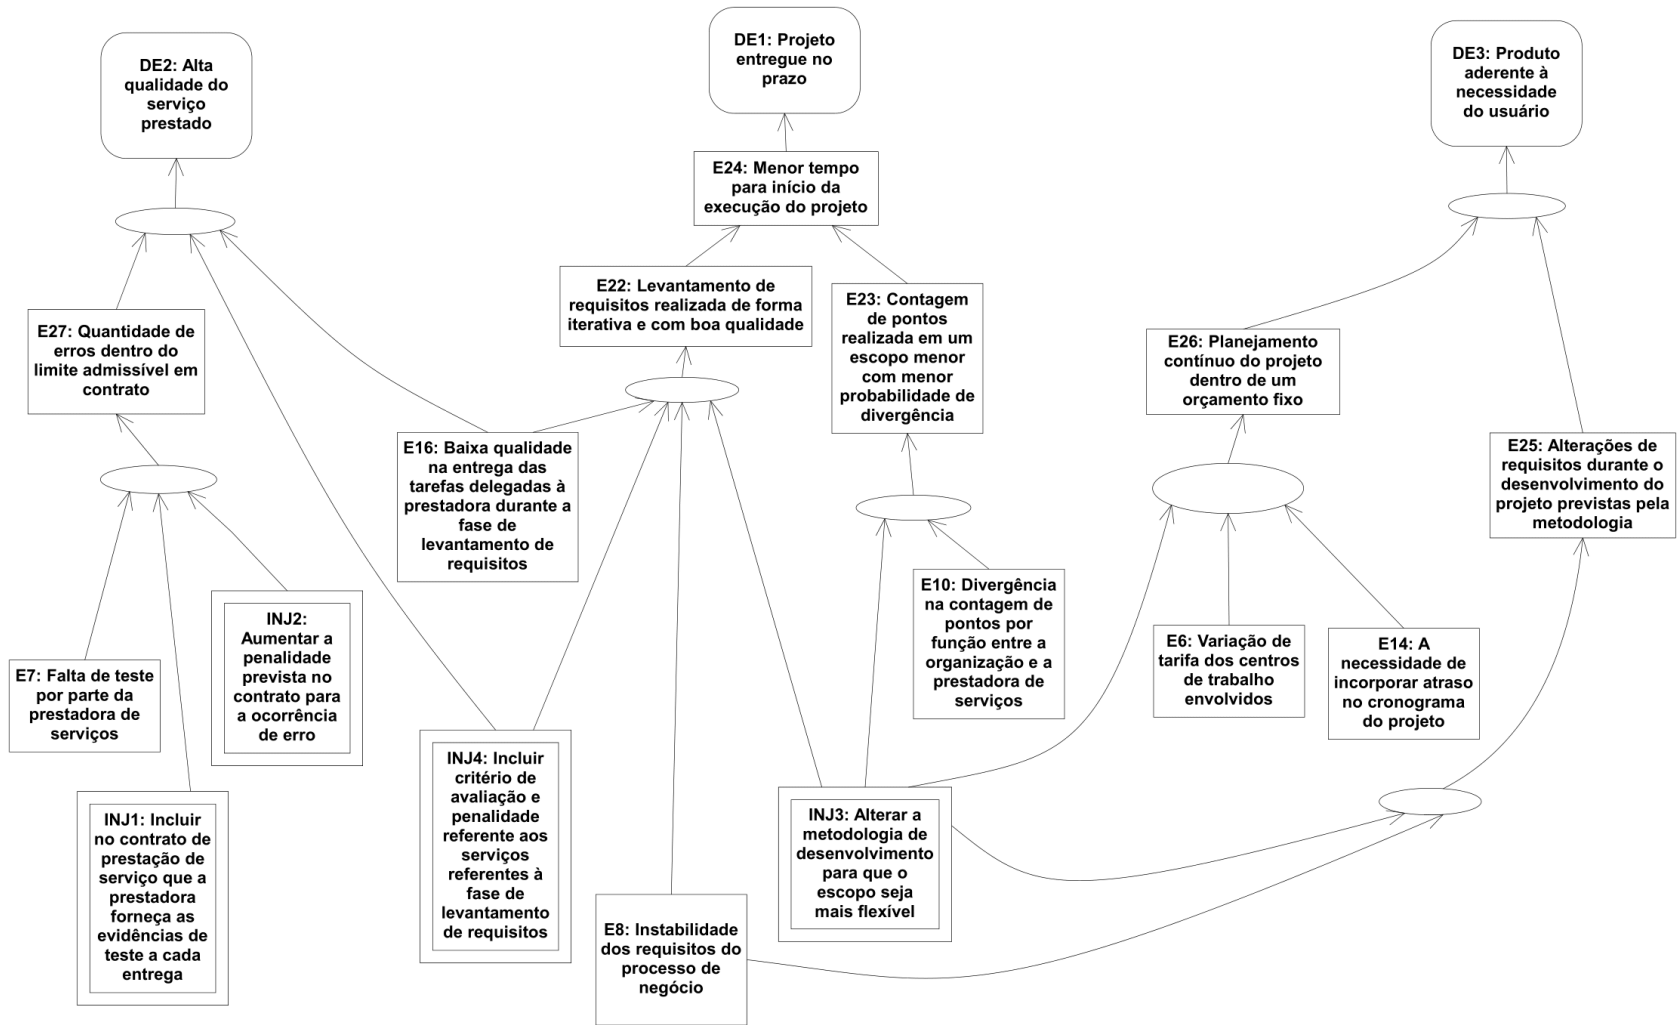 DE2: Alta
qualidade do
serviço
prestado
DE1: Projeto
entregue no
prazo
DE3: Produto
aderente à
necessidade
do usuário
E24: Menor tempo
para início da
execução do projeto
E22: Levantamento de
requisitos realizada de forma
iterativa e com boa qualidade
E23: Contagem
de pontos
realizada em um
escopo menor
com menor
probabilidade de
divergência
E27: Quantidade de
erros dentro do
limite admissível em
contrato
E26: Planejamento
contínuo do projeto
dentro de um
orçamento fixo
E16: Baixa qualidade
na entrega das
tarefas delegadas à
prestadora durante a
fase de
levantamento de
requisitos
E25: Alterações de
requisitos durante o
desenvolvimento do
projeto previstas pela
metodologia
E10: Divergência
na contagem de
pontos por
função entre a
organização e a
prestadora de
serviços
E6: Variação de
tarifa dos centros
de trabalho
envolvidos
E14: A
necessidade de
incorporar atraso
no cronograma
do projeto
E7: Falta de teste
por parte da
prestadora de
serviços
INJ2:
Aumentar a
penalidade
prevista no
contrato para
a ocorrência
de erro
INJ1: Incluir
no contrato de
prestação de
serviço que a
prestadora
forneça as
evidências de
teste a cada
entrega
INJ4: Incluir
critério de
avaliação e
penalidade
referente aos
serviços
referentes à
fase de
levantamento
de requisitos
E8: Instabilidade
dos requisitos do
processo de
negócio
INJ3: Alterar a
metodologia de
desenvolvimento
para que o
escopo seja
mais flexível